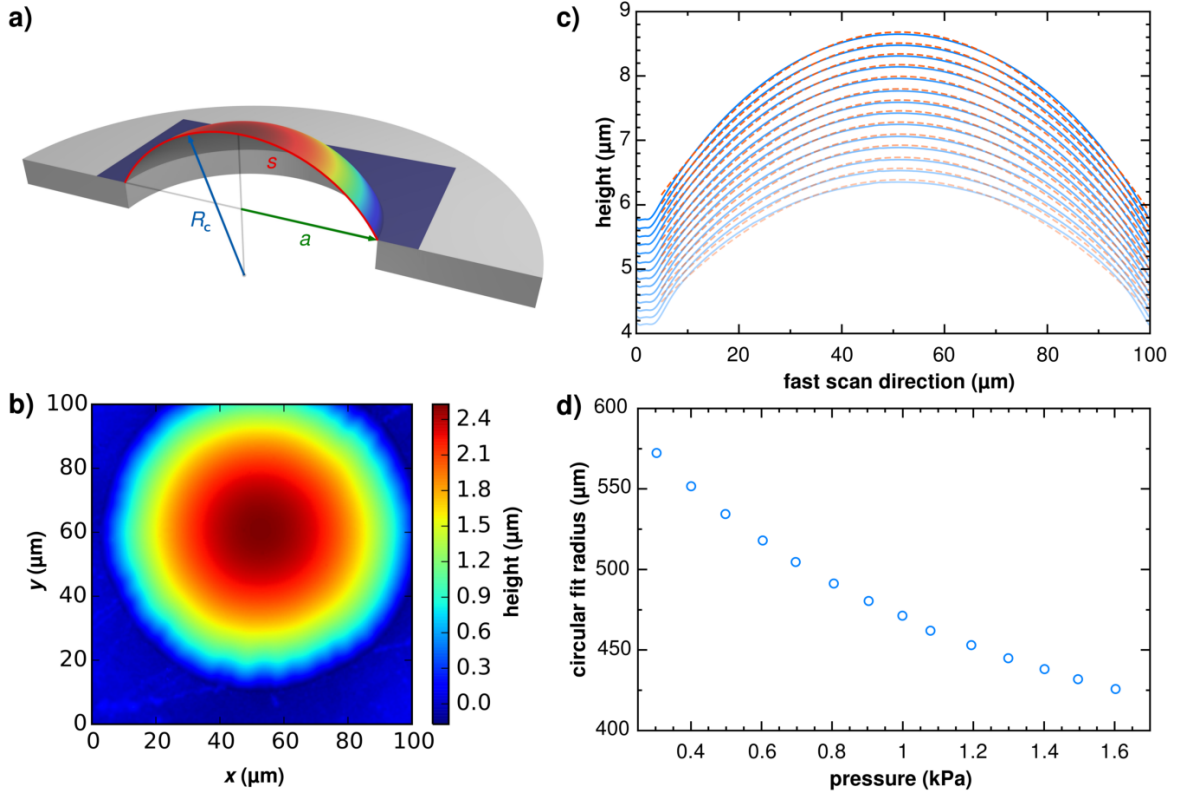 a)
s
R_c
a
b)
100
80
60
40
20
0
y (µm)
0 20 40 60 80 100
x (µm)
2.4
2.1
1.8
1.5
1.2
0.9
0.6
0.3
0.0
height (µm)
c)
9
8
7
6
5
4
height (µm)
0 20 40 60 80 100
fast scan direction (µm)
d)
600
550
500
450
400
circular fit radius (µm)
0.4 0.6 0.8 1 1.2 1.4 1.6
pressure (kPa)